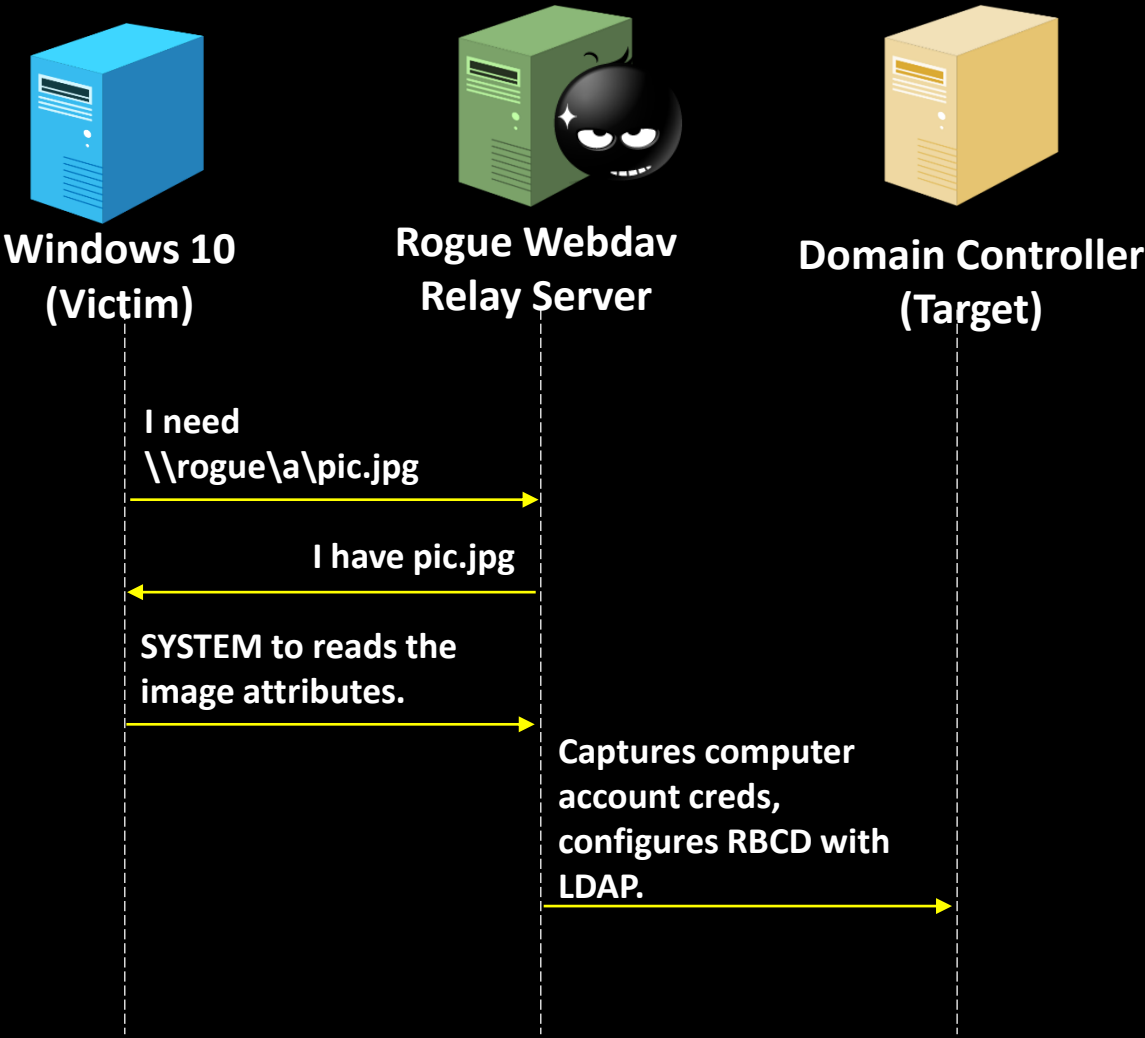 Windows 10
(Victim)
Rogue Webdav
Relay Server
Domain Controller
(Target)
I need
\\rogue\a\pic.jpg
I have pic.jpg
SYSTEM to reads the
image attributes.
Captures computer
account creds,
configures RBCD with
LDAP.